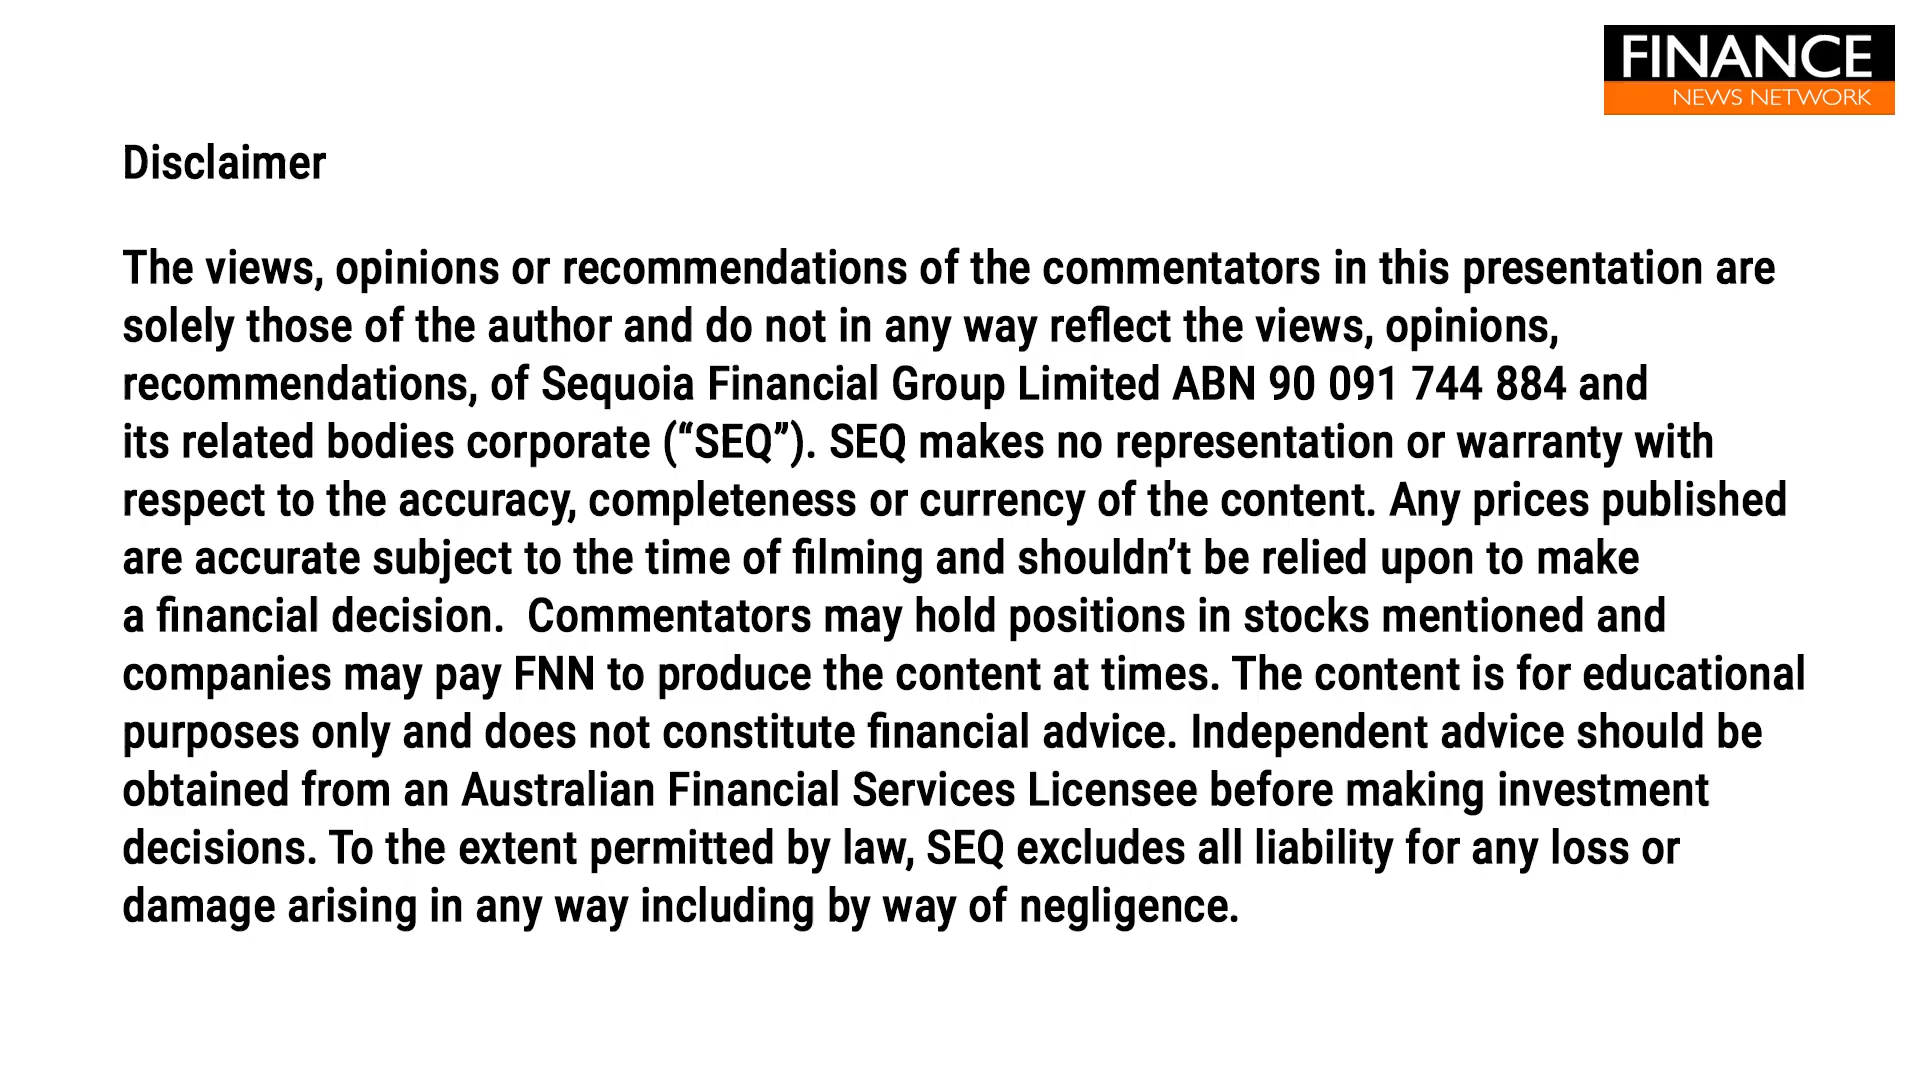 FINANCE
NEWS NETWORK
Disclaimer
The views, opinions or recommendations of the commentators in this presentation are
solely those of the author and do not in any way reflect the views, opinions,
recommendations, of Sequoia Financial Group Limited ABN 90 091 744 884 and
its related bodies corporate (“SEQ”). SEQ makes no representation or warranty with
respect to the accuracy, completeness or currency of the content. Any prices published
are accurate subject to the time of filming and shouldn’t be relied upon to make
a financial decision.  Commentators may hold positions in stocks mentioned and
companies may pay FNN to produce the content at times. The content is for educational
purposes only and does not constitute financial advice. Independent advice should be
obtained from an Australian Financial Services Licensee before making investment
decisions. To the extent permitted by law, SEQ excludes all liability for any loss or
damage arising in any way including by way of negligence.